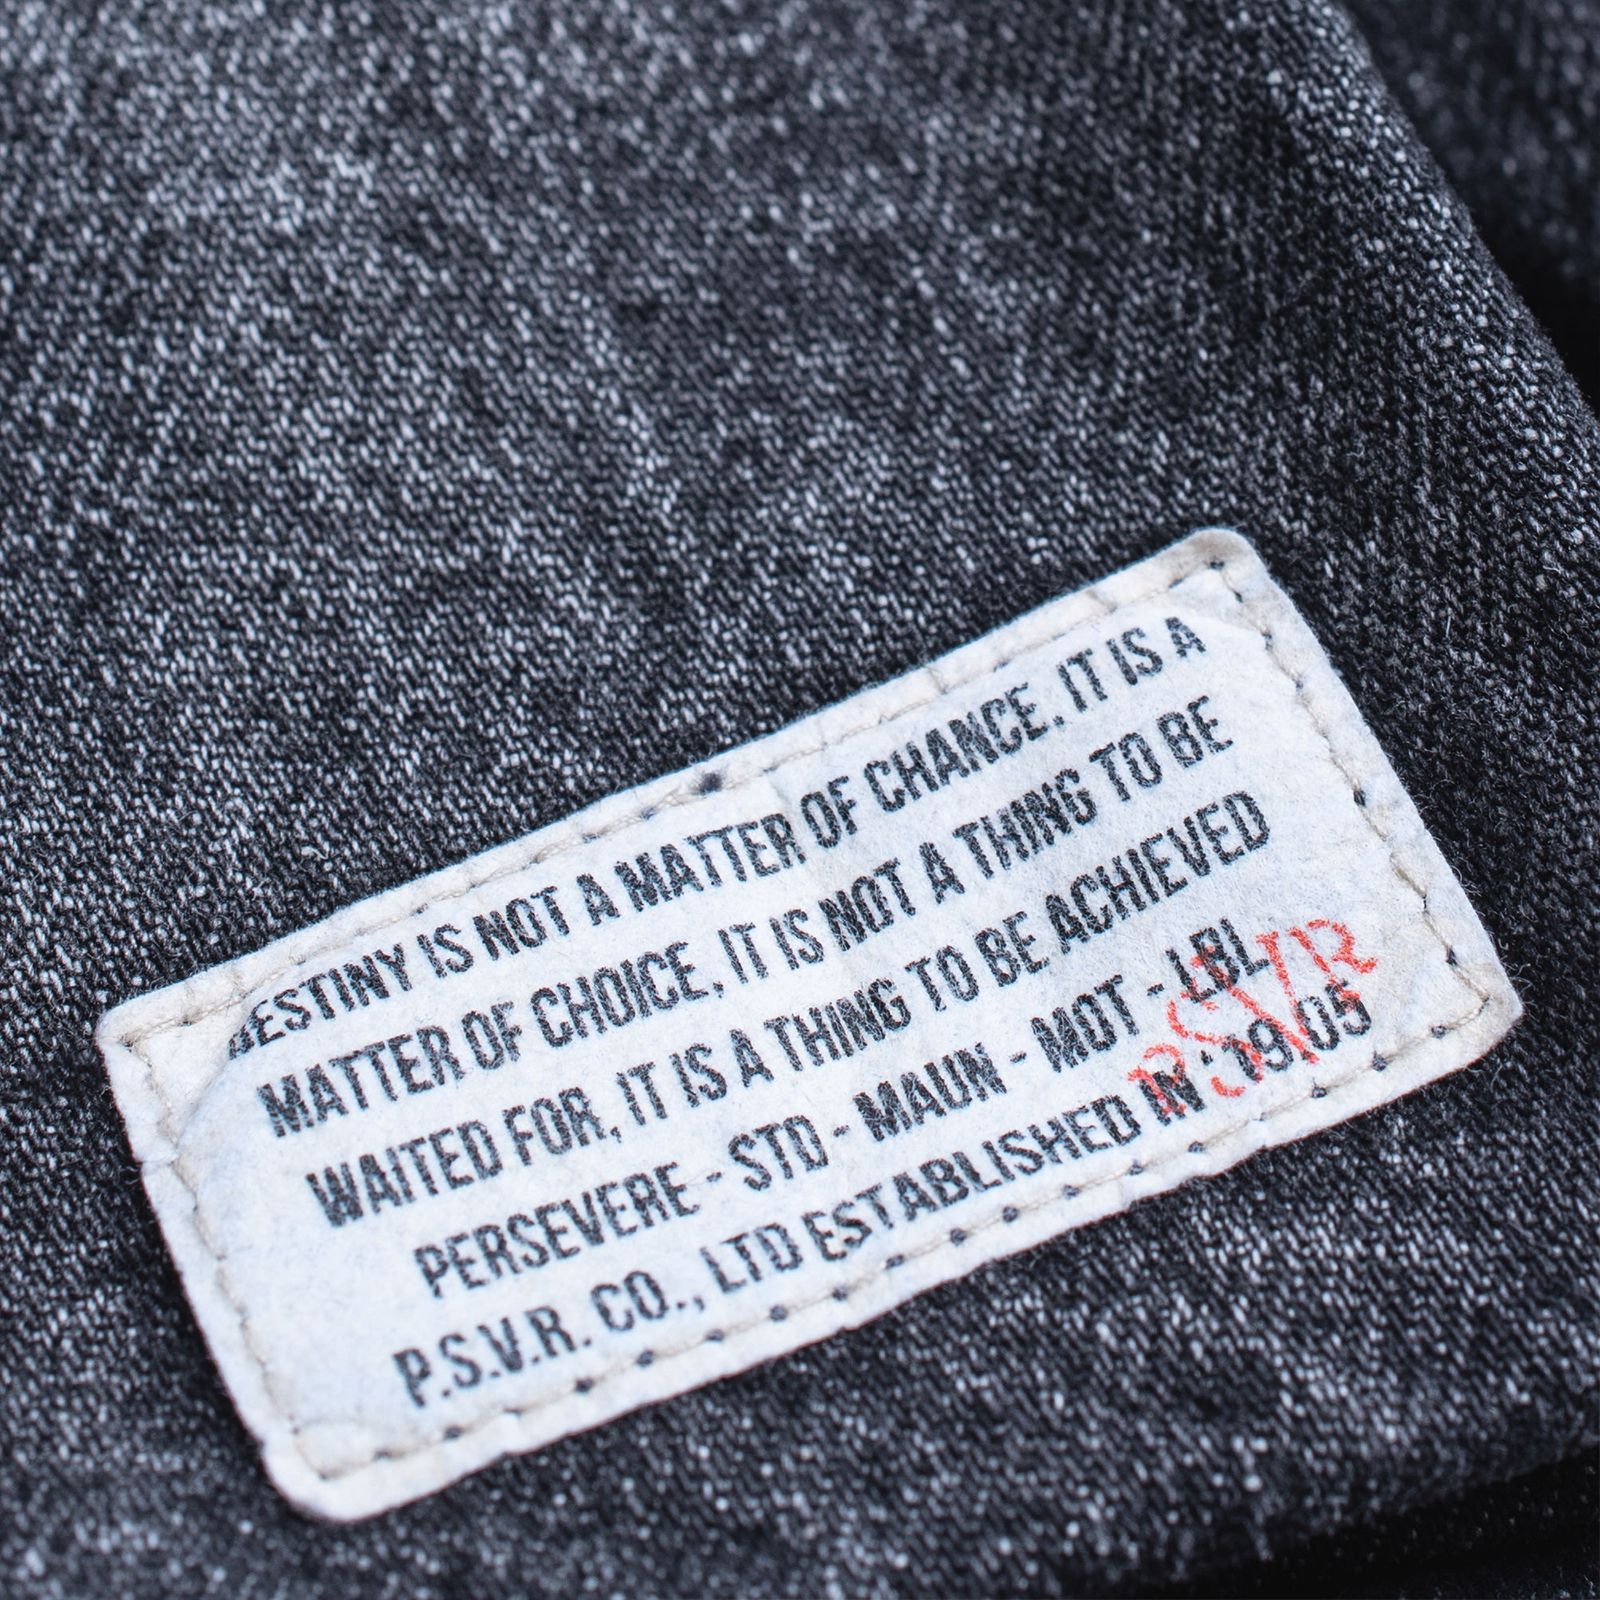 DESTINY IS NOT A MATTER OF CHANCE. IT IS A
MATTER OF CHOICE, IT IS NOT A THING TO BE
WAITED FOR, IT IS A THING TO BE ACHIEVED
PERSEVERE - STD - MAUN - MOT - LBL
P.S.V.R. CO., LTD ESTABLISHED IN 1905
PSVR